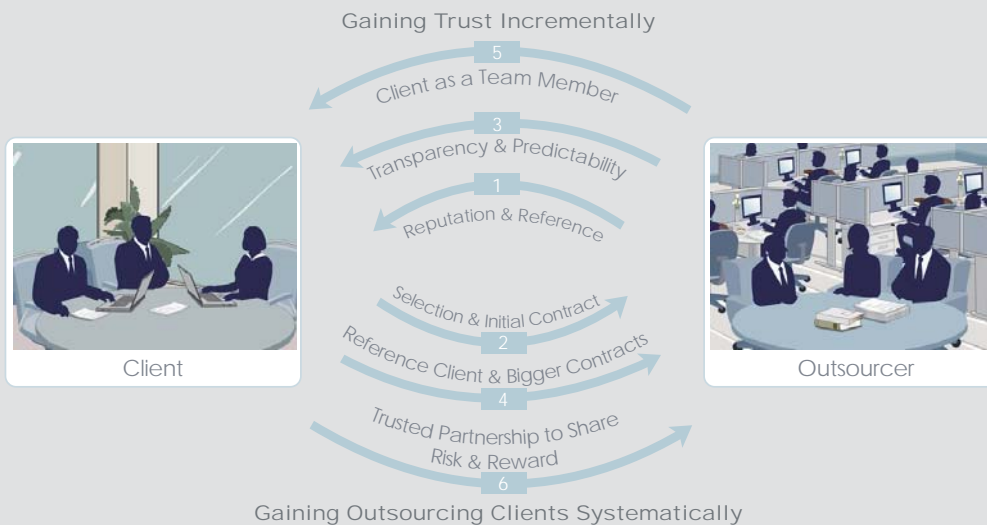 Gaining Trust Incrementally
5
Client as a Team Member
3
Transparency & Predictability
1
Reputation & Reference
Client
Outsourcer
Selection & Initial Contract
2
Reference Client & Bigger Contracts
4
Trusted Partnership to Share
Risk & Reward
6
Gaining Outsourcing Clients Systematically